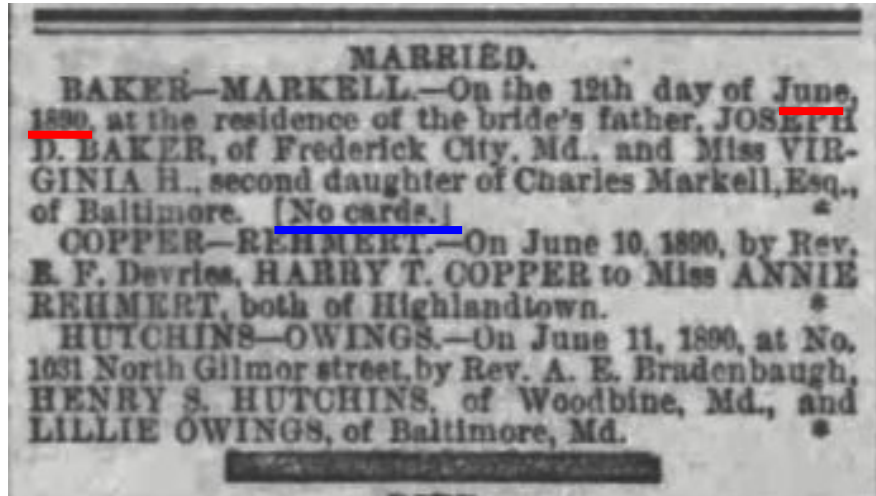 MARRIED.
BAKER—MARKELL.—On the 12th day of June,
1890, at the residence of the bride's father, JOSEPH
D. BAKER, of Frederick City, Md., and Miss VIR-
GINIA H., second daughter of Charles Markell, Esq.,
of Baltimore. [No cards.] *
COPPER—REHMERT.—On June 10, 1890, by Rev.
E. F. Devries, HARRY T. COPPER to Miss ANNIE
REHMERT, both of Highlandtown. *
HUTCHINS—OWINGS.—On June 11, 1890, at No.
1031 North Gilmor street, by Rev. A. E. Bradenbaugh,
HENRY S. HUTCHINS, of Woodbine, Md., and
LILLIE OWINGS, of Baltimore, Md. *